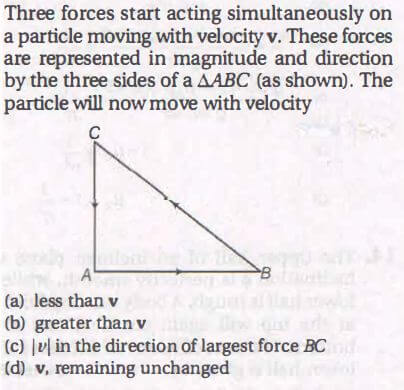 Three forces start acting simultaneously on
a particle moving with velocity v. These forces
are represented in magnitude and direction
by the three sides of a ΔABC (as shown). The
particle will now move with velocity
C
A
B
(a) less than v
(b) greater than v
(c) |v| in the direction of largest force BC
(d) v, remaining unchanged